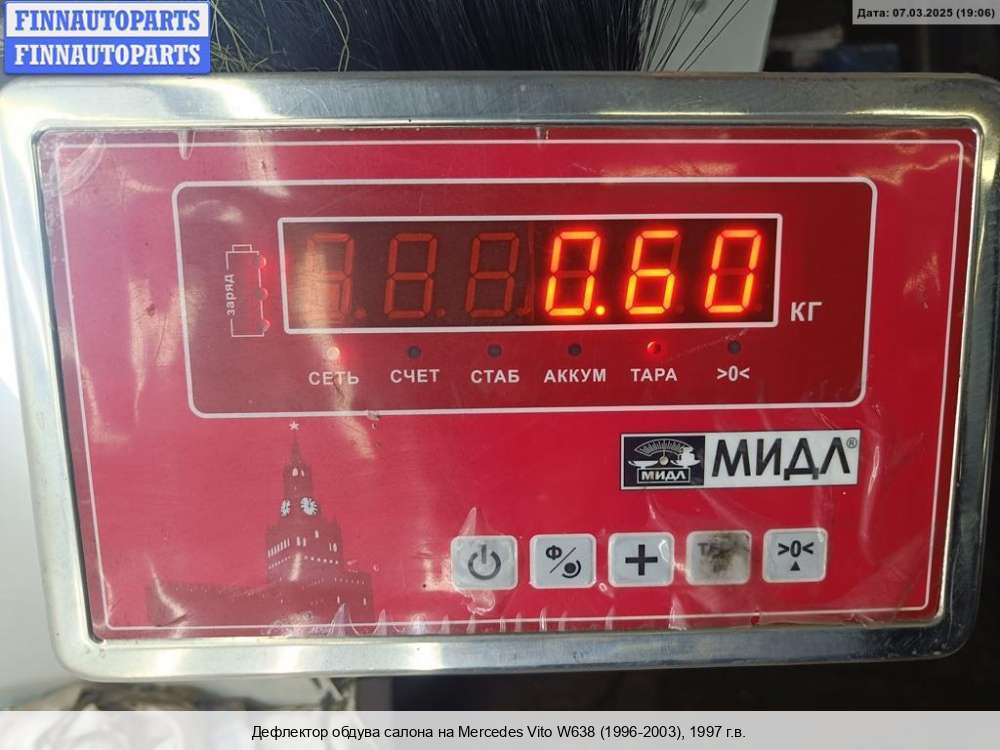 FINNAUTOPARTS
FINNAUTOPARTS
Дата: 07.03.2025 (19:06)
заряд
0.60
КГ
СЕТЬ СЧЕТ СТАБ АККУМ ТАРА >0<
МИДЛ МИДЛ®
Ф >0<
Дефлектор обдува салона на Mercedes Vito W638 (1996-2003), 1997 г.в.